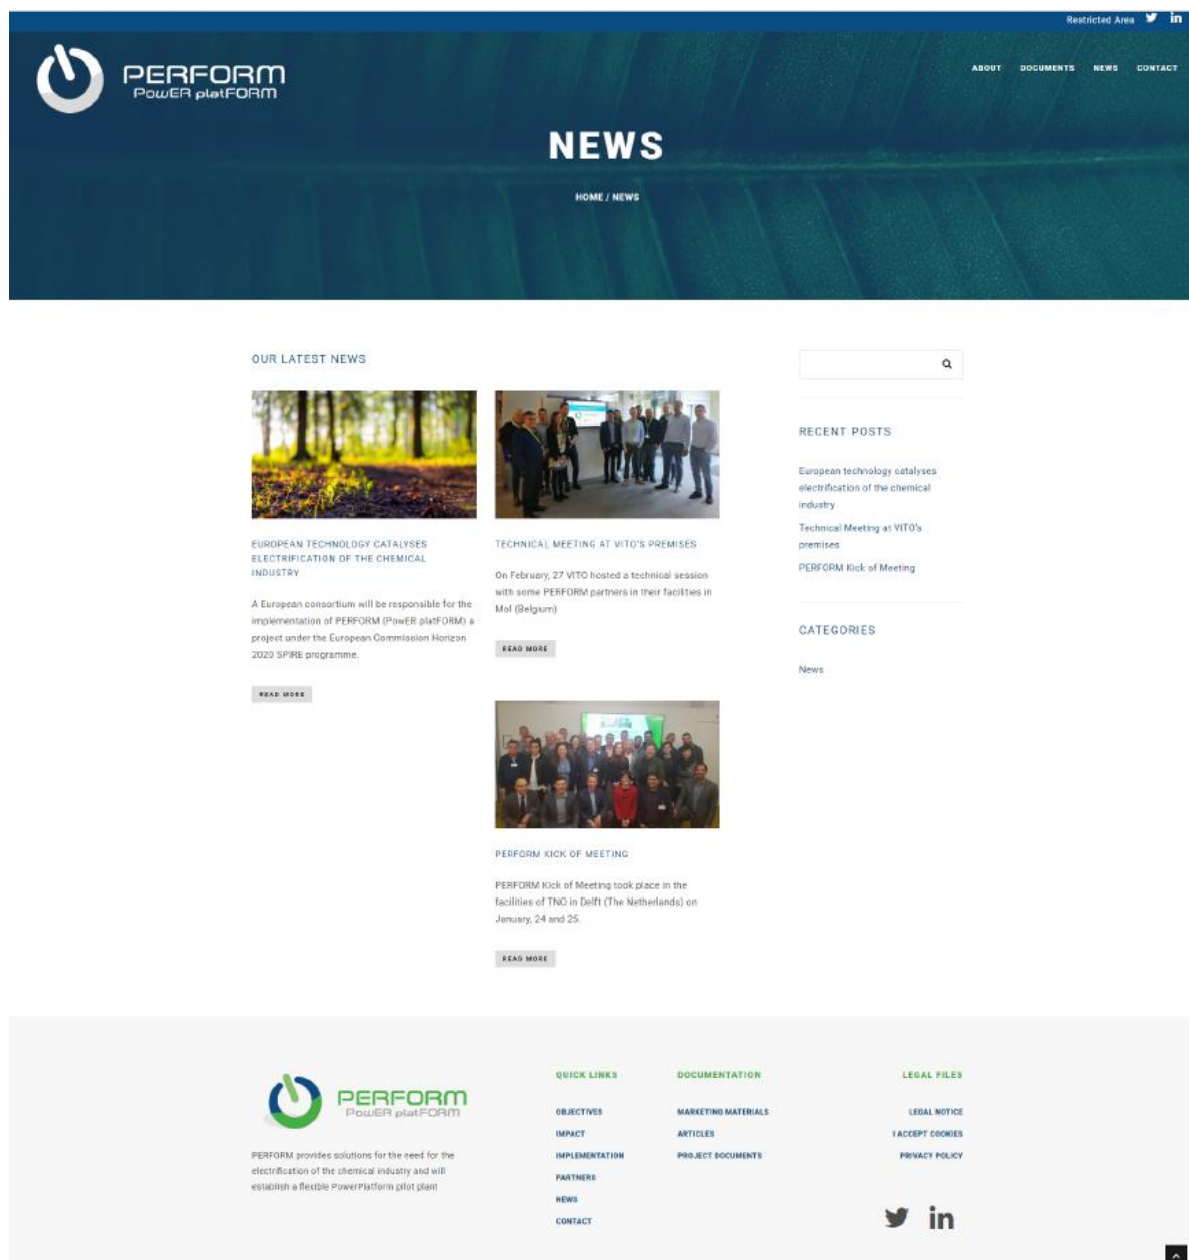 Restricted Area
PERFORM
PowER platFORM
ABOUT DOCUMENTS NEWS CONTACT
NEWS
HOME / NEWS
OUR LATEST NEWS
EUROPEAN TECHNOLOGY CATALYSES
ELECTRIFICATION OF THE CHEMICAL
INDUSTRY
A European consortium will be responsible for the
implementation of PERFORM (PowER platFORM) a
project under the European Commission Horizon
2020 SPIRE programme.
READ MORE
TECHNICAL MEETING AT VITO'S PREMISES
On February, 27 VITO hosted a technical session
with some PERFORM partners in their facilities in
Mol (Belgium)
READ MORE
PERFORM KICK OF MEETING
PERFORM Kick of Meeting took place in the
facilities of TNO in Delft (The Netherlands) on
January, 24 and 25.
READ MORE
RECENT POSTS
European technology catalyses
electrification of the chemical
industry
Technical Meeting at VITO's
premises
PERFORM Kick of Meeting
CATEGORIES
News
PERFORM
PowER platFORM
PERFORM provides solutions for the need for the
electrification of the chemical industry and will
establish a flexible PowerPlatform pilot plant
QUICK LINKS
OBJECTIVES
IMPACT
IMPLEMENTATION
PARTNERS
NEWS
CONTACT
DOCUMENTATION
MARKETING MATERIALS
ARTICLES
PROJECT DOCUMENTS
LEGAL FILES
LEGAL NOTICE
I ACCEPT COOKIES
PRIVACY POLICY
in